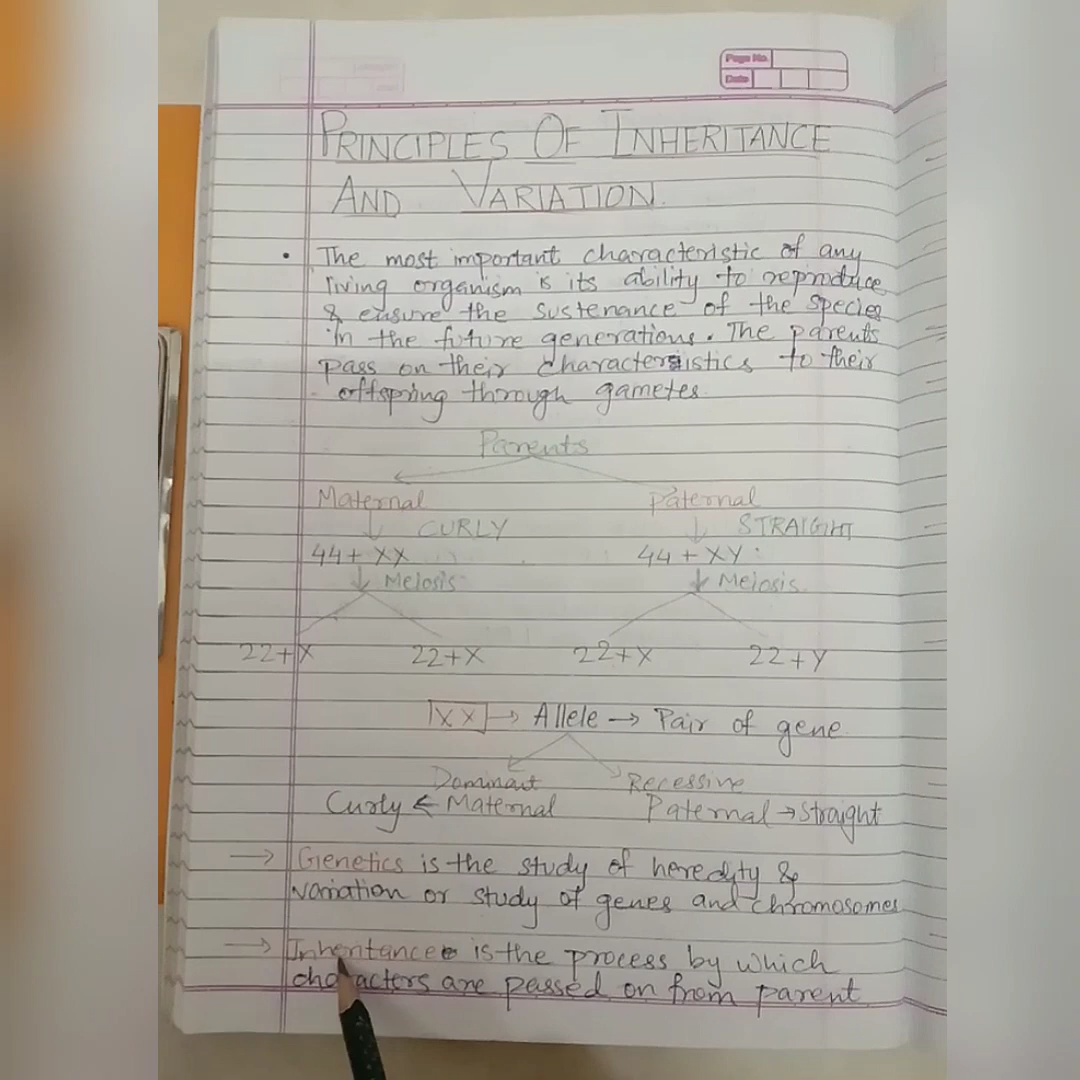 Page No.
Date
PRINCIPLES OF INHERITANCE
AND VARIATION.
• The most important characteristic of any
living organism is its ability to reproduce
& ensure the sustenance of the species
in the future generations. The parents
pass on their characteristics to their
offspring through gametes.
Parents
Maternal Paternal
CURLY STRAIGHT
44+ XX 44 + XY
Meiosis Meiosis.
22+X 22+X 22+X 22+Y
XX → Allele → Pair of gene
Dominant Recessive
Curly ← Maternal Paternal → Straight
→ Genetics is the study of heredity &
variation or study of genes and chromosomes
→ Inheritance is the process by which
characters are passed on from parent